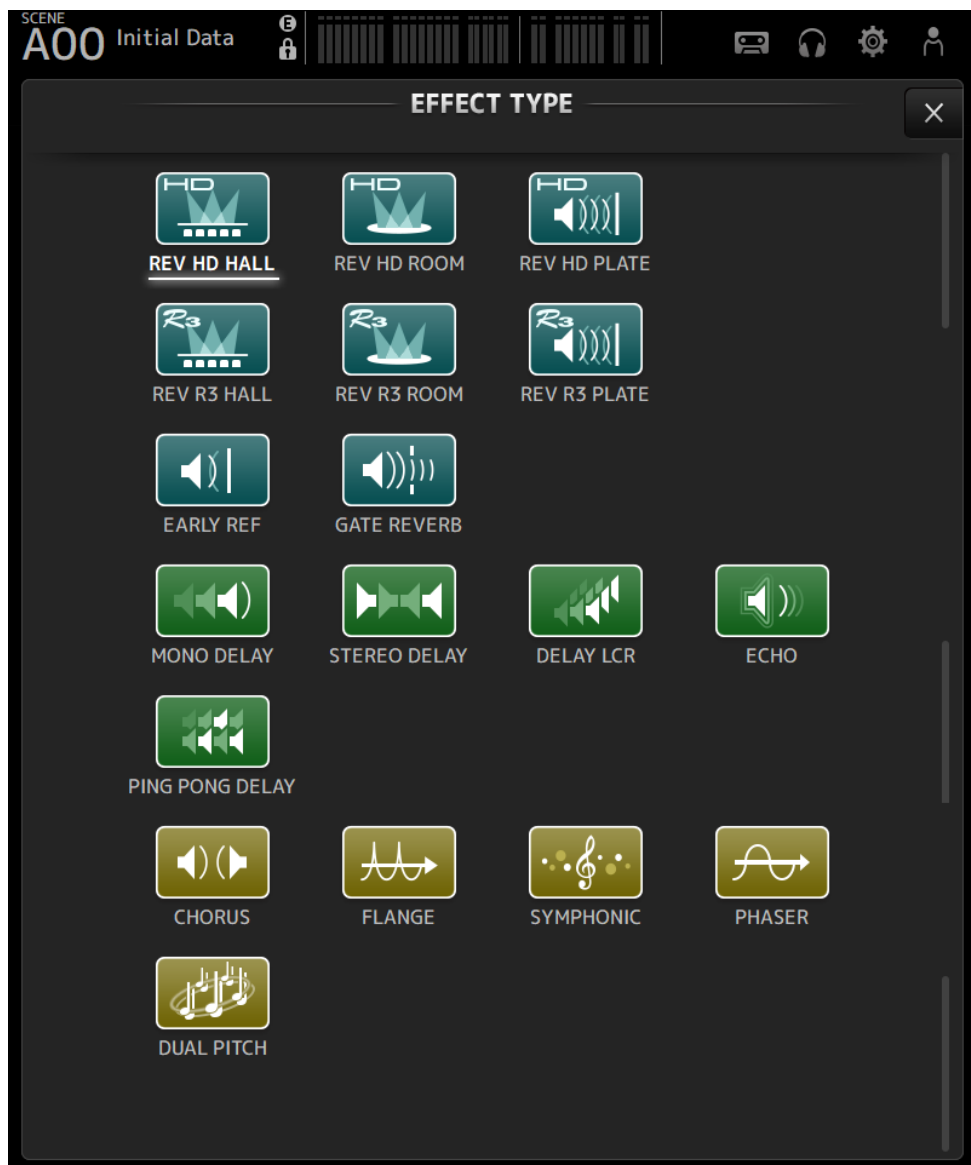 SCENE
A00 Initial Data
E
EFFECT TYPE
HD HD HD
REV HD HALL REV HD ROOM REV HD PLATE
R3 R3 R3
REV R3 HALL REV R3 ROOM REV R3 PLATE
EARLY REF GATE REVERB
MONO DELAY STEREO DELAY DELAY LCR ECHO
PING PONG DELAY
CHORUS FLANGE SYMPHONIC PHASER
DUAL PITCH